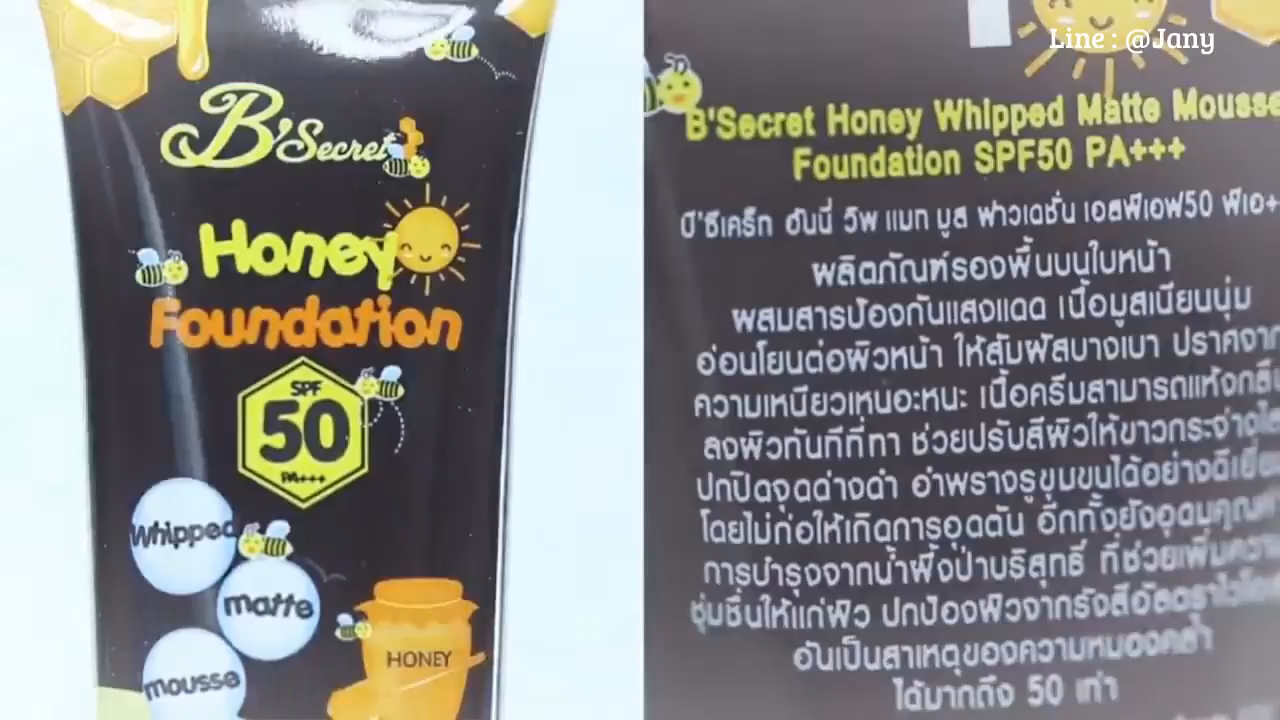 B'Secret
Honey
Foundation
SPF
50
PA+++
Whipped
matte
mousse
HONEY
Line : @Jany
B'Secret Honey Whipped Matte Mousse
Foundation SPF50 PA+++
บี'ซีเคร็ท ฮันนี่ วิพ แมท มูส ฟาวเดชั่น เอสพีเอฟ50 พีเอ+
ผลิตภัณฑ์รองพื้นบนใบหน้า
ผสมสารป้องกันแสงแดด เนื้อมูสเนียนนุ่ม
อ่อนโยนต่อผิวหน้า ให้สัมผัสบางเบา ปราศจาก
ความเหนียวเหนอะหนะ เนื้อครีมสามารถแห้งกลืน
ลงผิวทันทีที่ทา ช่วยปรับสีผิวให้ขาวกระจ่างใส
ปกปิดจุดด่างดำ อำพรางรูขุมขนได้อย่างดีเยี่ยม
โดยไม่ก่อให้เกิดการอุดตัน อีกทั้งยังอุดมคุณค่า
การบำรุงจากน้ำผึ้งป่าบริสุทธิ์ ที่ช่วยเพิ่มความ
ชุ่มชื่นให้แก่ผิว ปกป้องผิวจากรังสีอัลตราไวโอเลต
อันเป็นสาเหตุของความหมองคล้ำ
ได้มากถึง 50 เท่า